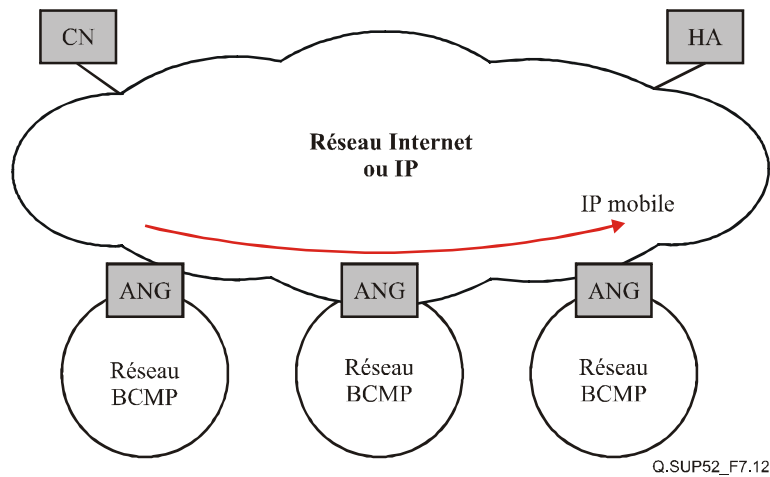 CN
HA
Réseau Internet
ou IP
IP mobile
ANG
ANG
ANG
Réseau
BCMP
Réseau
BCMP
Réseau
BCMP
Q.SUP52_F7.12